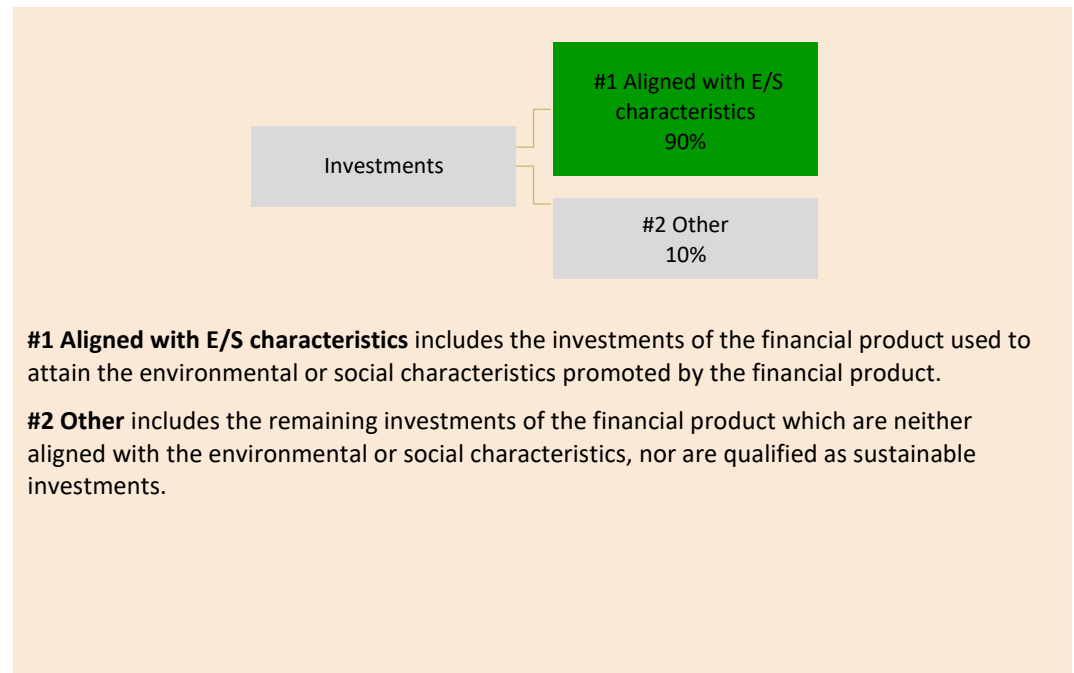 #1 Aligned with E/S
characteristics
90%
Investments
#2 Other
10%
#1 Aligned with E/S characteristics includes the investments of the financial product used to
attain the environmental or social characteristics promoted by the financial product.
#2 Other includes the remaining investments of the financial product which are neither
aligned with the environmental or social characteristics, nor are qualified as sustainable
investments.